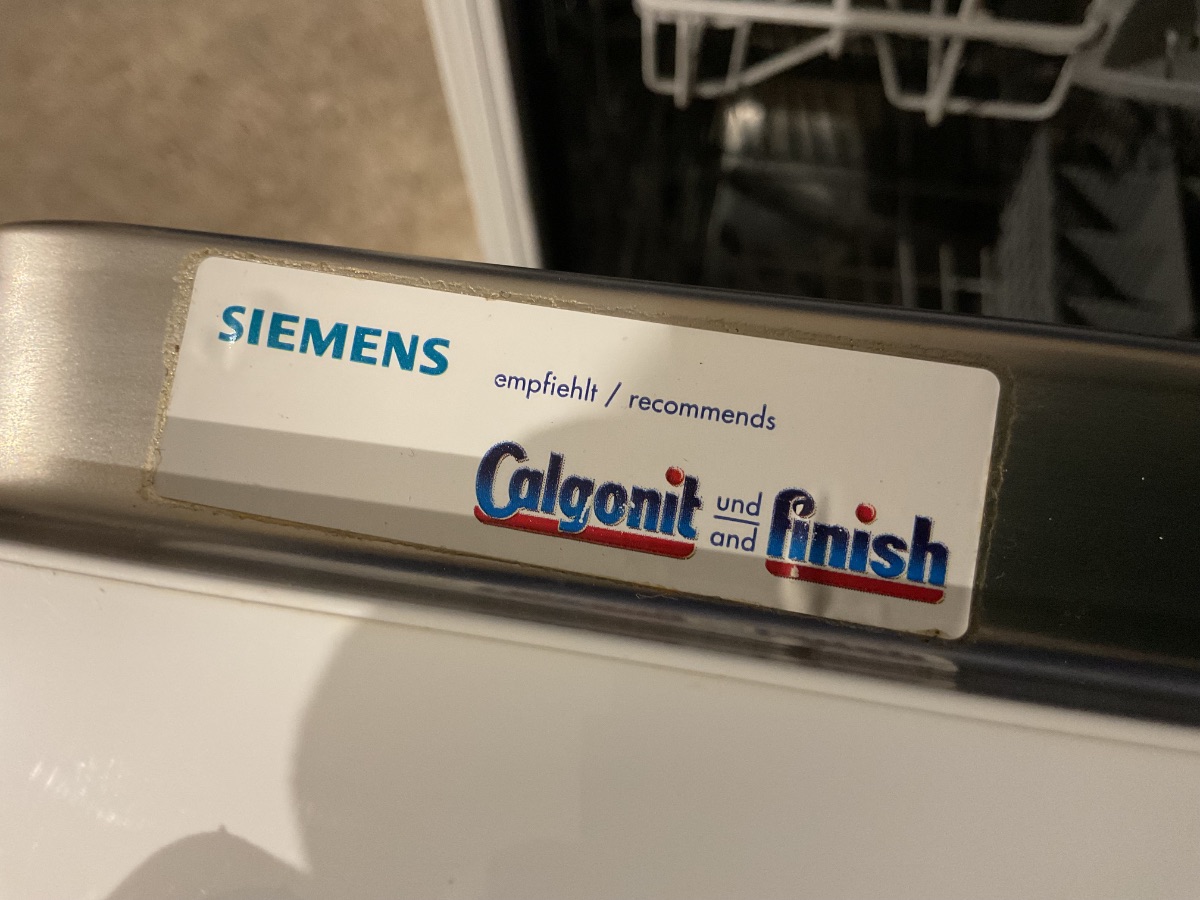 SIEMENS
empfiehlt / recommends
Calgonit und finish
and